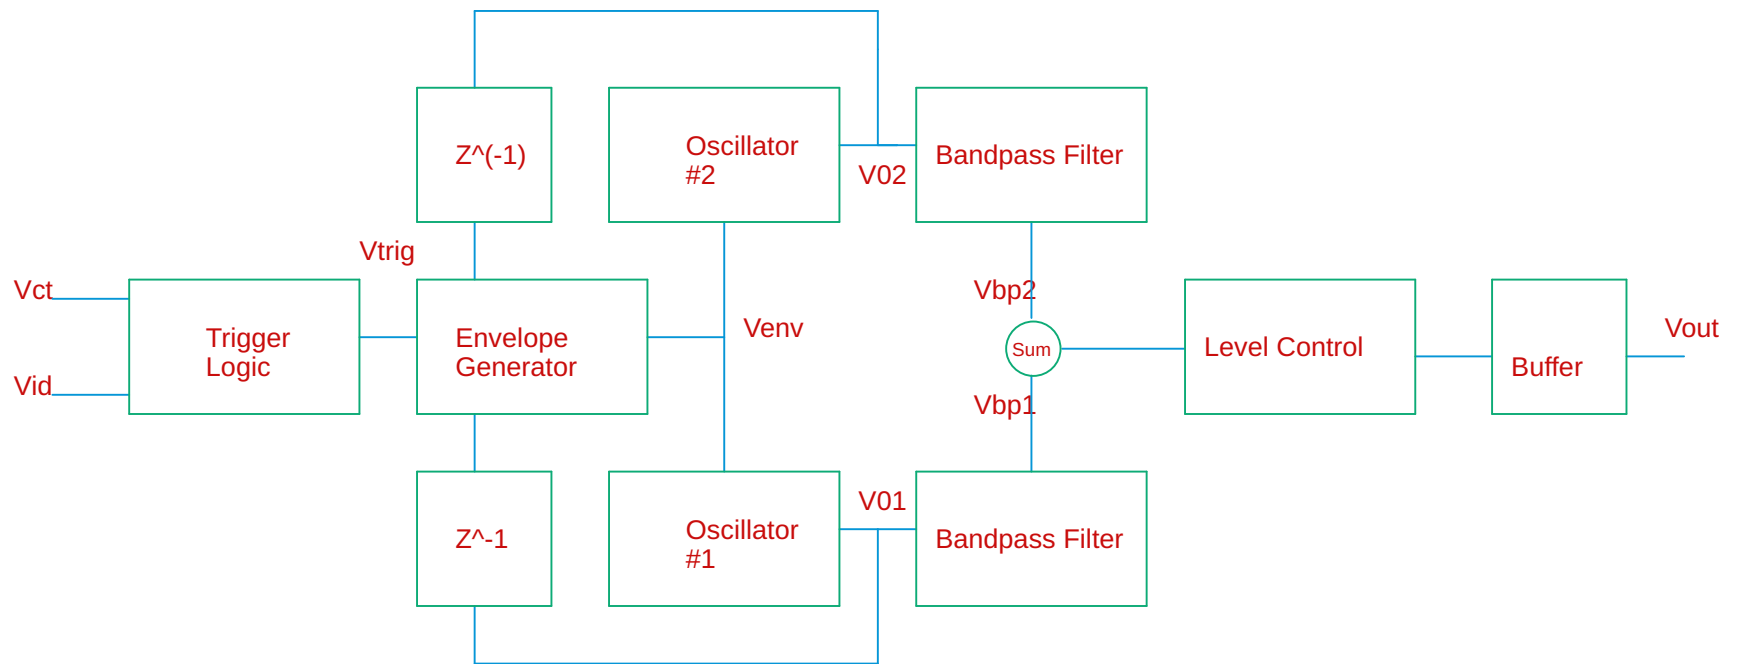 Z^(-1)
Oscillator
#2
V02
Bandpass Filter
Vtrig
Vct
Vid
Trigger
Logic
Envelope
Generator
Venv
Vbp2
Sum
Vbp1
Level Control
Buffer
Vout
Z^-1
Oscillator
#1
V01
Bandpass Filter